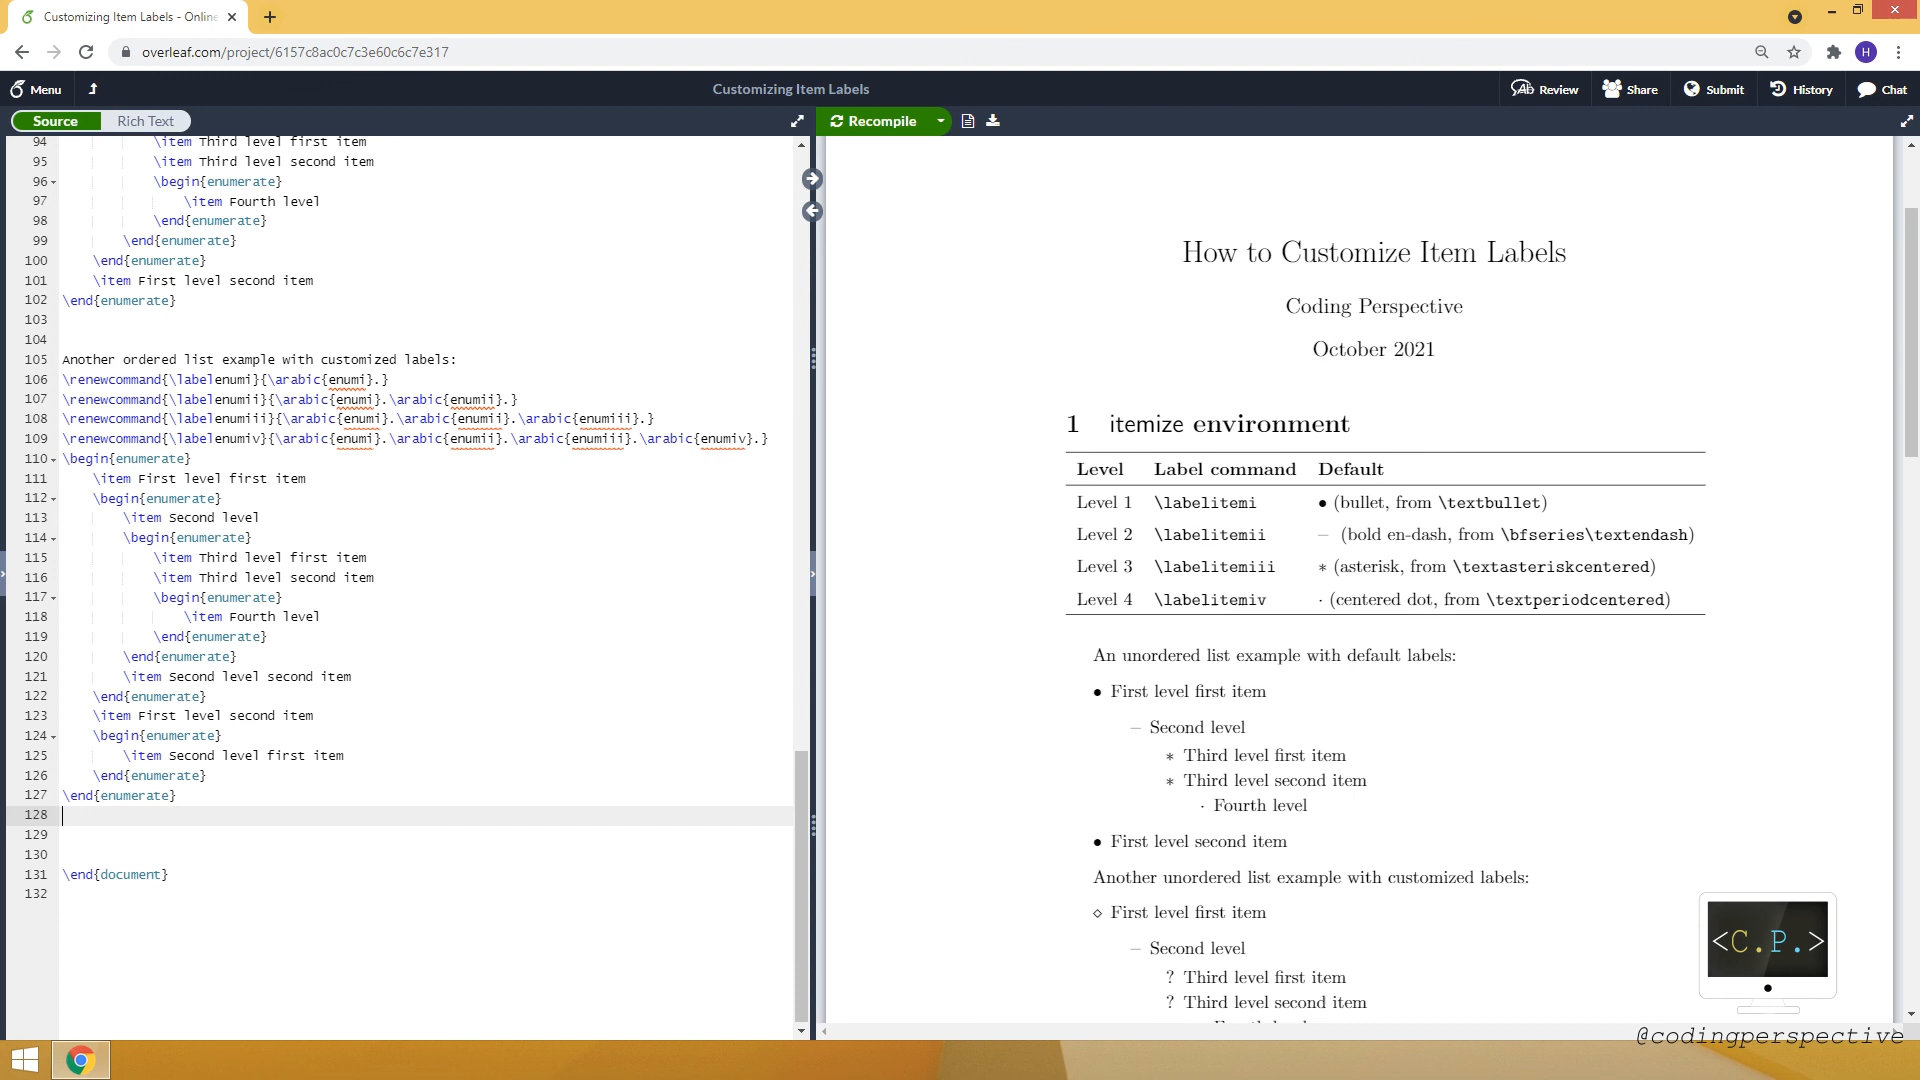 Customizing Item Labels - Online
overleaf.com/project/6157c8ac0c7c3e60c6c7e317
H
Menu
Customizing Item Labels
Review
Share
Submit
History
Chat
Source
Rich Text
Recompile
94 \item Third level first item
95 \item Third level second item
96 \begin{enumerate}
97 \item Fourth level
98 \end{enumerate}
99 \end{enumerate}
100 \end{enumerate}
101 \item First level second item
102 \end{enumerate}
103
104
105 Another ordered list example with customized labels:
106 \renewcommand{\labelenumi}{\arabic{enumi}.}
107 \renewcommand{\labelenumii}{\arabic{enumi}.\arabic{enumii}.}
108 \renewcommand{\labelenumiii}{\arabic{enumi}.\arabic{enumii}.\arabic{enumiii}.}
109 \renewcommand{\labelenumiv}{\arabic{enumi}.\arabic{enumii}.\arabic{enumiii}.\arabic{enumiv}.}
110 \begin{enumerate}
111 \item First level first item
112 \begin{enumerate}
113 \item Second level
114 \begin{enumerate}
115 \item Third level first item
116 \item Third level second item
117 \begin{enumerate}
118 \item Fourth level
119 \end{enumerate}
120 \end{enumerate}
121 \item Second level second item
122 \end{enumerate}
123 \item First level second item
124 \begin{enumerate}
125 \item Second level first item
126 \end{enumerate}
127 \end{enumerate}
128
129
130
131 \end{document}
132
How to Customize Item Labels
Coding Perspective
October 2021
1 itemize environment
Level Label command Default
Level 1 \labelitemi • (bullet, from \textbullet)
Level 2 \labelitemii – (bold en-dash, from \bfseries\textendash)
Level 3 \labelitemiii * (asterisk, from \textasteriskcentered)
Level 4 \labelitemiv · (centered dot, from \textperiodcentered)
An unordered list example with default labels:
• First level first item
– Second level
* Third level first item
* Third level second item
· Fourth level
• First level second item
Another unordered list example with customized labels:
⋄ First level first item
– Second level
? Third level first item
? Third level second item
<C.P.>
@codingperspective